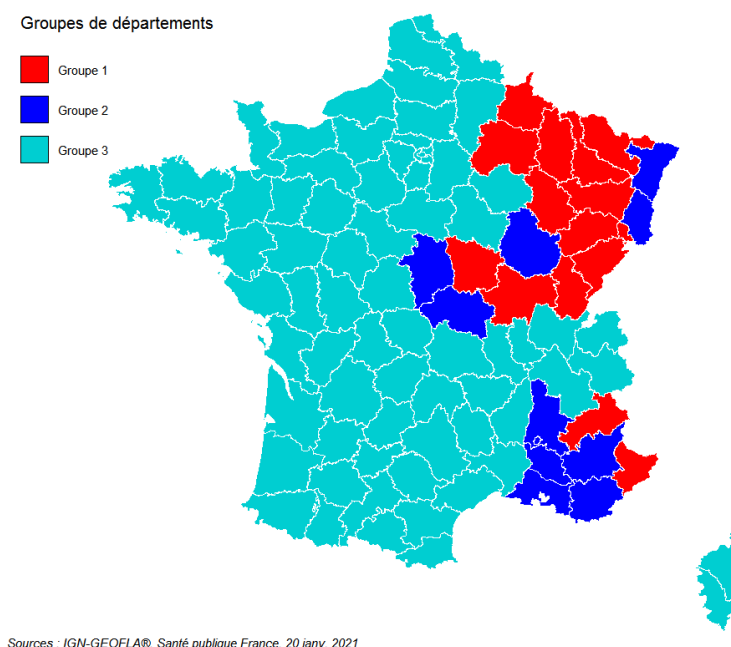 Groupes de départements
Groupe 1
Groupe 2
Groupe 3
Sources : IGN-GEOFLA®, Santé publique France, 20 janv. 2021